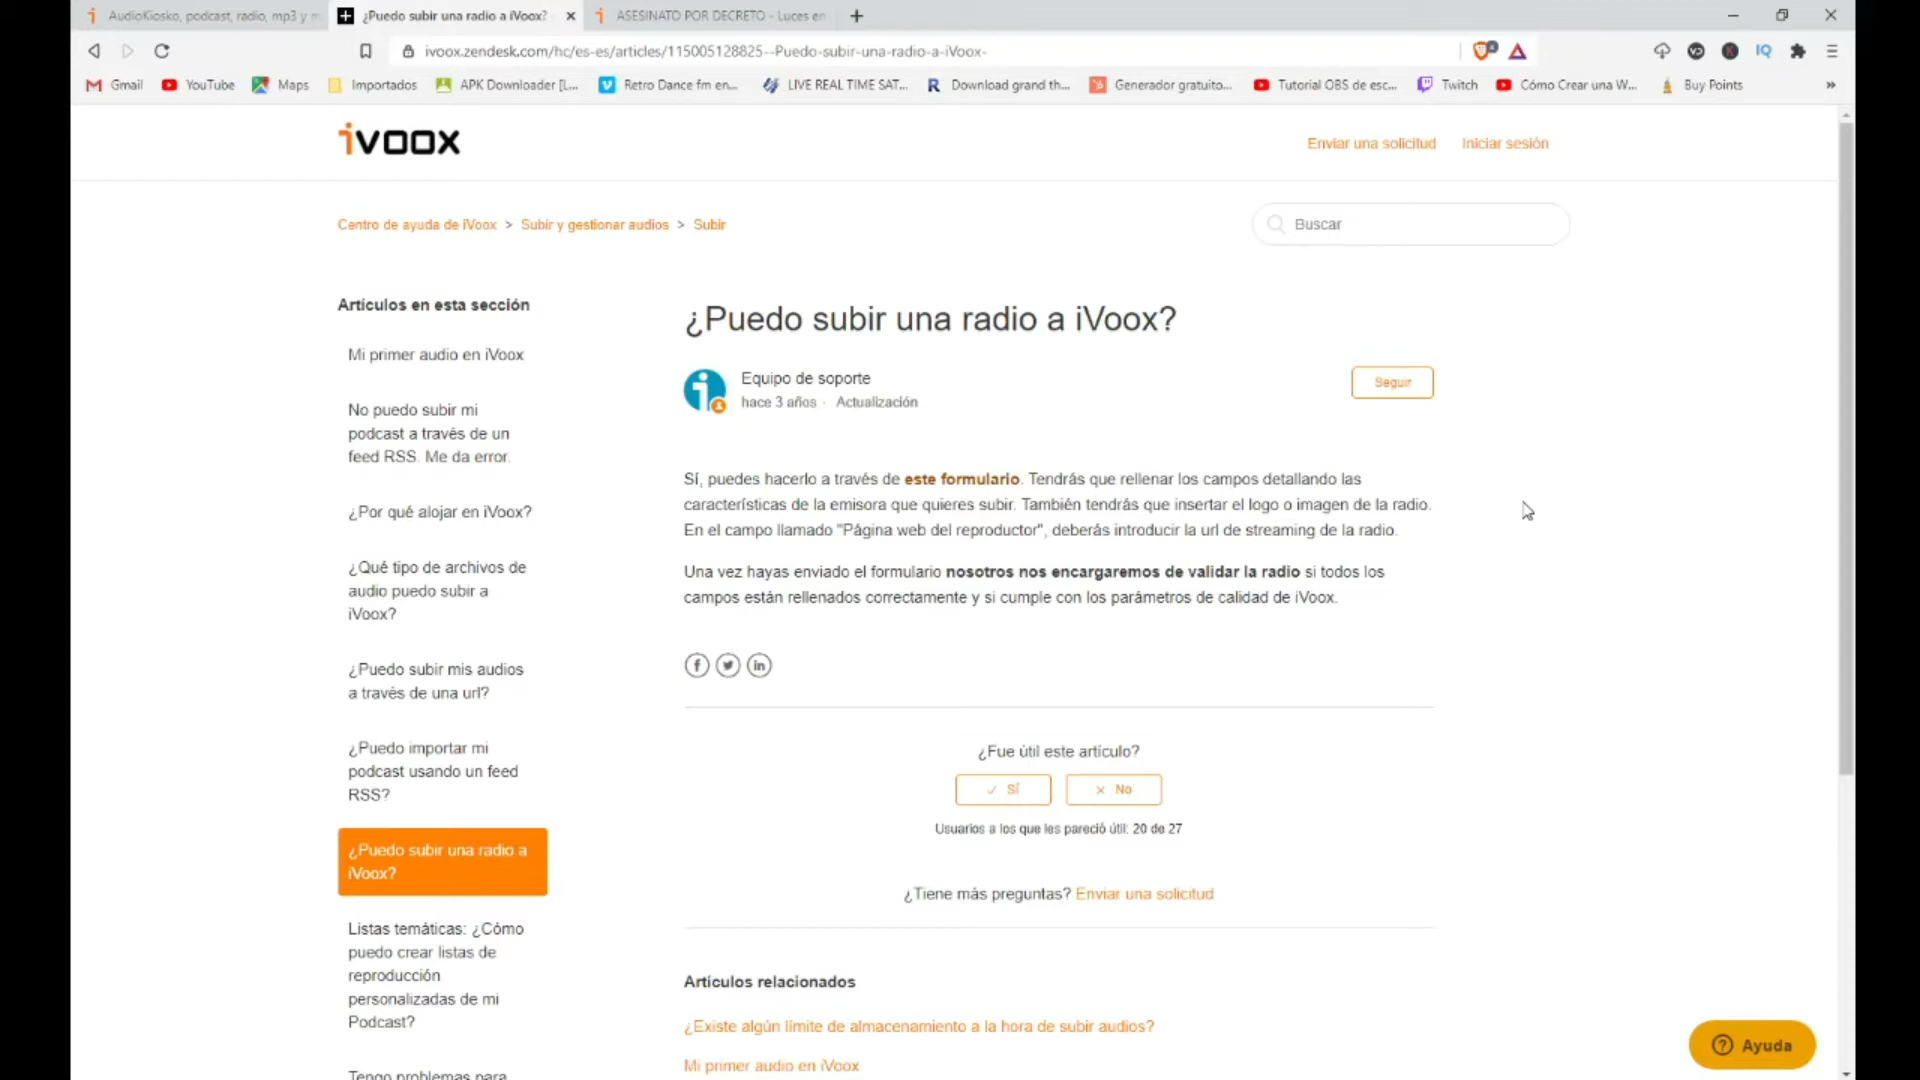 AudioKiosko, podcast, radio, mp3 y m
¿Puedo subir una radio a iVoox?
ASESINATO POR DECRETO - Luces en
ivoox.zendesk.com/hc/es-es/articles/115005128825--Puedo-subir-una-radio-a-iVoox-
Gmail
YouTube
Maps
Importados
APK Downloader [L...
Retro Dance fm en...
LIVE REAL TIME SAT...
Download grand th...
Generador gratuito...
Tutorial OBS de esc...
Twitch
Cómo Crear una W...
Buy Points
»
ivoox
Enviar una solicitud
Iniciar sesión
Centro de ayuda de iVoox > Subir y gestionar audios > Subir
Buscar
Artículos en esta sección
Mi primer audio en iVoox
No puedo subir mi
podcast a través de un
feed RSS. Me da error.
¿Por qué alojar en iVoox?
¿Qué tipo de archivos de
audio puedo subir a
iVoox?
¿Puedo subir mis audios
a través de una url?
¿Puedo importar mi
podcast usando un feed
RSS?
¿Puedo subir una radio a
iVoox?
Listas temáticas: ¿Cómo
puedo crear listas de
reproducción
personalizadas de mi
Podcast?
Tengo problemas para
¿Puedo subir una radio a iVoox?
Equipo de soporte
hace 3 años · Actualización
Seguir
Sí, puedes hacerlo a través de este formulario. Tendrás que rellenar los campos detallando las
características de la emisora que quieres subir. También tendrás que insertar el logo o imagen de la radio.
En el campo llamado "Página web del reproductor", deberás introducir la url de streaming de la radio.
Una vez hayas enviado el formulario nosotros nos encargaremos de validar la radio si todos los
campos están rellenados correctamente y si cumple con los parámetros de calidad de iVoox.
¿Fue útil este artículo?
Sí
No
Usuarios a los que les pareció útil: 20 de 27
¿Tiene más preguntas? Enviar una solicitud
Artículos relacionados
¿Existe algún límite de almacenamiento a la hora de subir audios?
Mi primer audio en iVoox
Ayuda